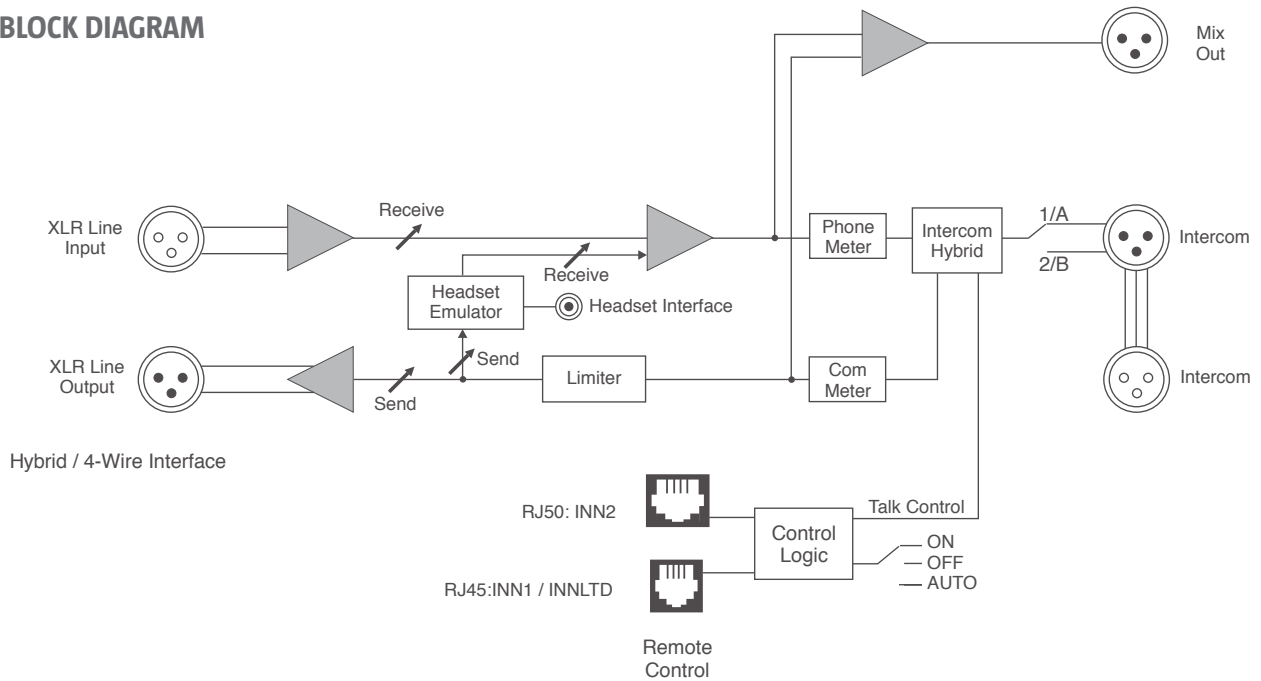 BLOCK DIAGRAM
Mix
Out
XLR Line
Input
Receive
Receive
Phone
Meter
Intercom
Hybrid
1/A
2/B
Intercom
Headset
Emulator
Headset Interface
XLR Line
Output
Send
Send
Limiter
Com
Meter
Intercom
Hybrid / 4-Wire Interface
RJ50: INN2
Control
Logic
Talk Control
ON
OFF
AUTO
RJ45:INN1 / INNLTD
Remote
Control